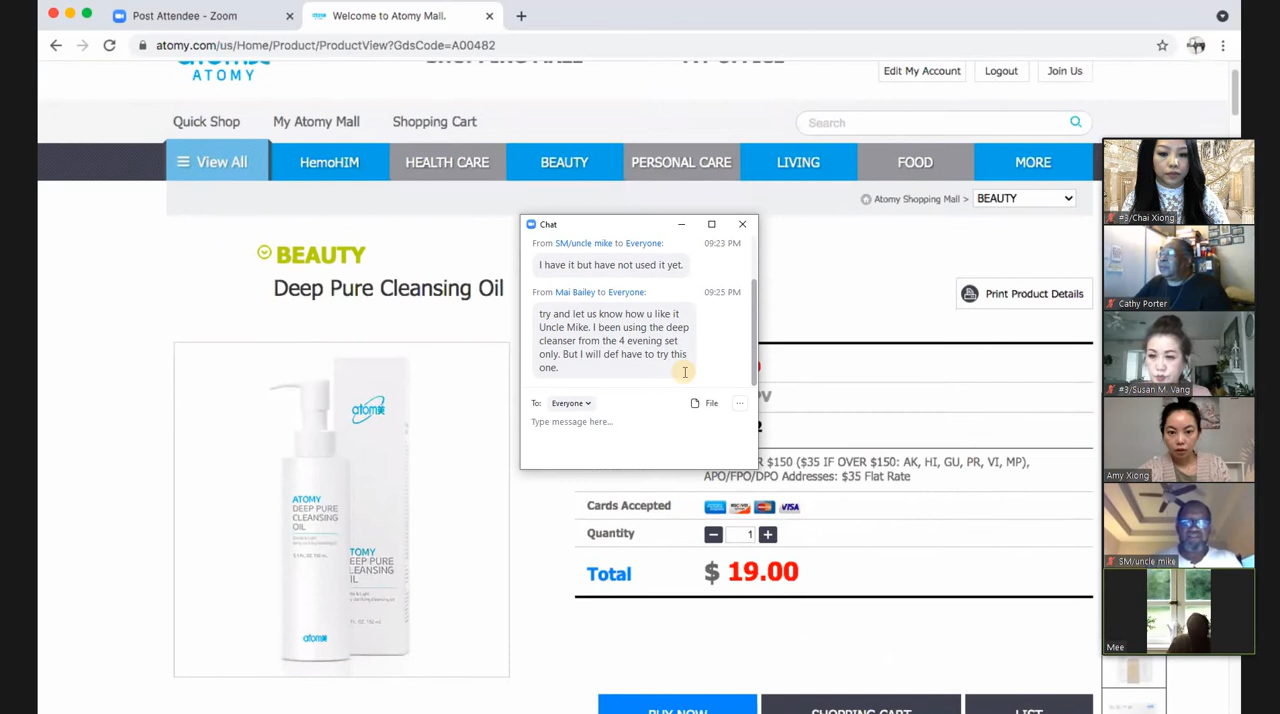 Post Attendee - Zoom
Welcome to Atomy Mall.
atomy.com/us/Home/Product/ProductView?GdsCode=A00482
ATOMY
Edit My Account
Logout
Join Us
Quick Shop
My Atomy Mall
Shopping Cart
Search
View All
HemoHIM
HEALTH CARE
BEAUTY
PERSONAL CARE
LIVING
FOOD
MORE
Atomy Shopping Mall >
BEAUTY
BEAUTY
Deep Pure Cleansing Oil
Print Product Details
Chat
From SM/uncle mike to Everyone:
09:23 PM
I have it but have not used it yet.
From Mai Bailey to Everyone:
09:25 PM
try and let us know how u like it
Uncle Mike. I been using the deep
cleanser from the 4 evening set
only. But I will def have to try this
one.
To:
Everyone
File
Type message here...
R $150 ($35 IF OVER $150: AK, HI, GU, PR, VI, MP),
APO/FPO/DPO Addresses: $35 Flat Rate
Cards Accepted
VISA
Quantity
1
Total
$ 19.00
BUY NOW
SHOPPING CART
LIST
ATOMY
DEEP PURE
CLEANSING
OIL
#3/Chai Xiong
Cathy Porter
#3/Susan M. Vang
Amy Xiong
SM/uncle mike
Mee